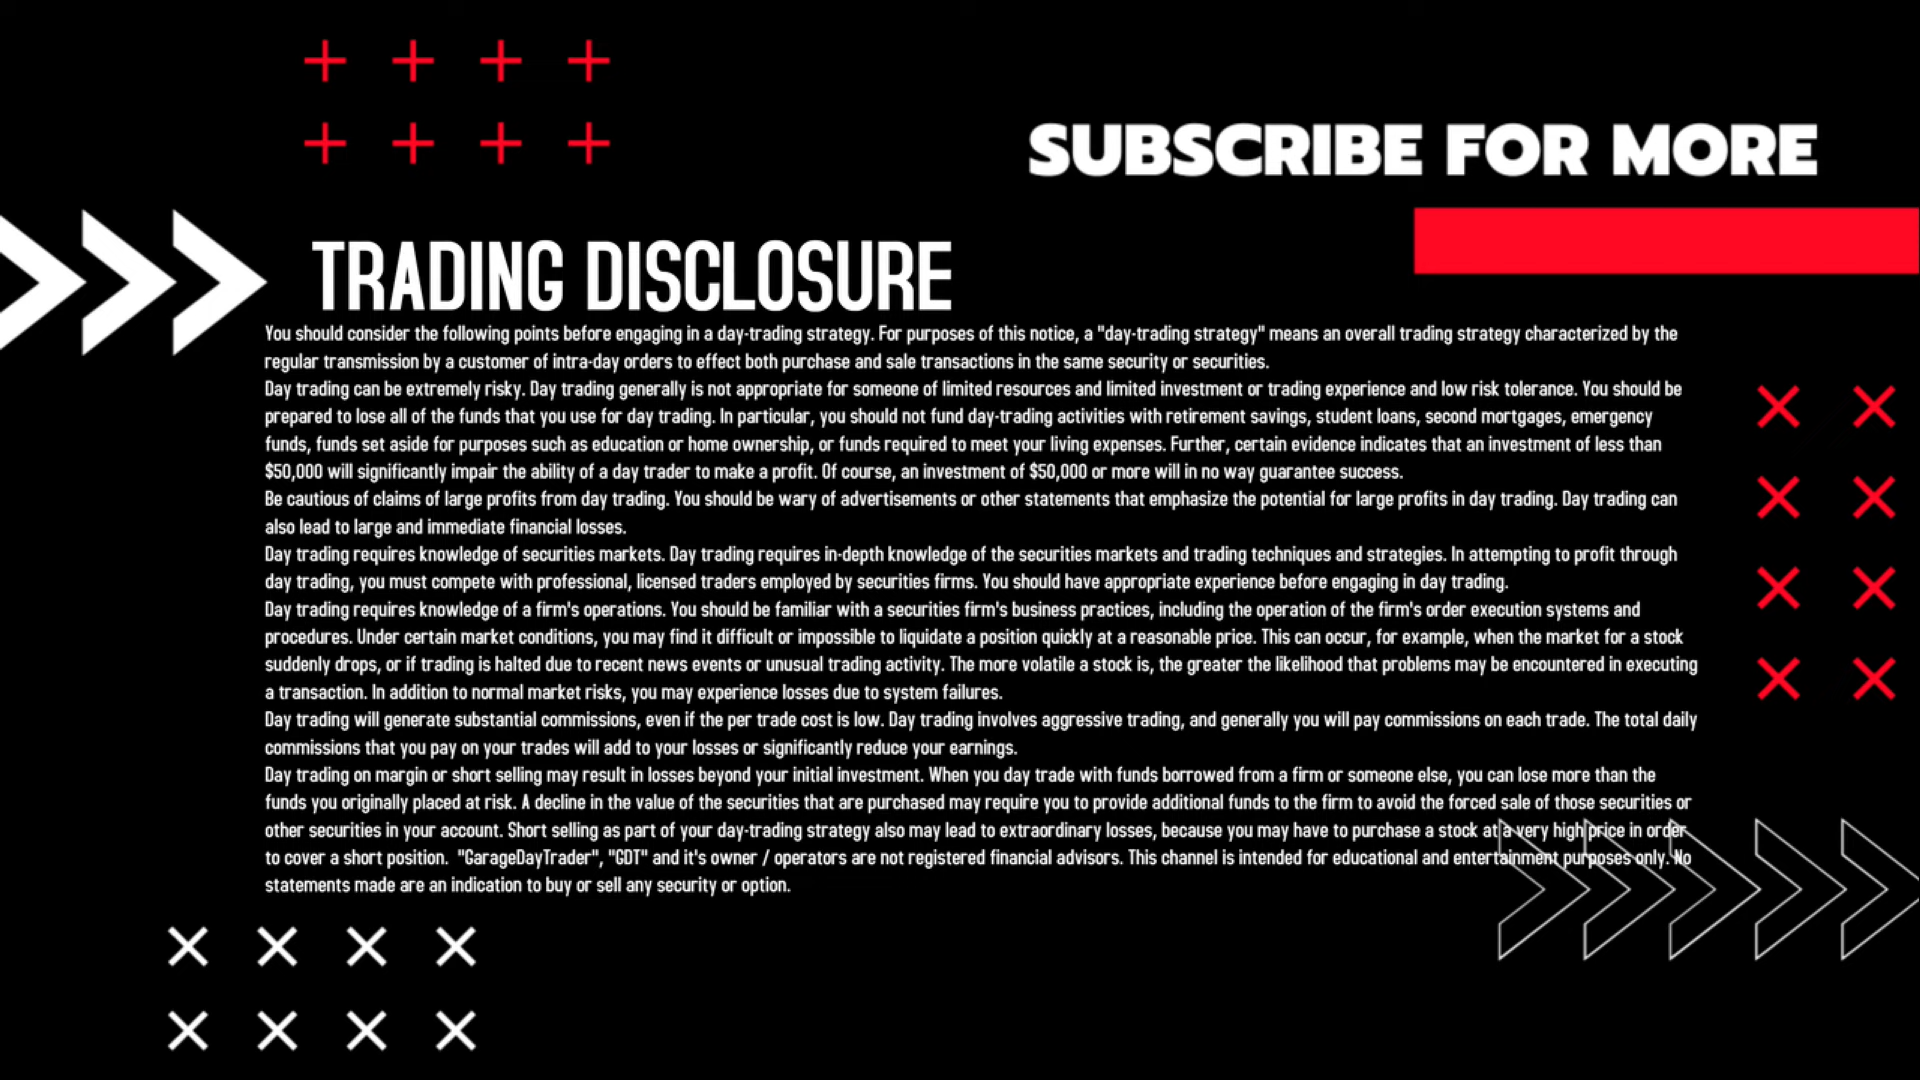 SUBSCRIBE FOR MORE
TRADING DISCLOSURE
You should consider the following points before engaging in a day-trading strategy. For purposes of this notice, a "day-trading strategy" means an overall trading strategy characterized by the
regular transmission by a customer of intra-day orders to effect both purchase and sale transactions in the same security or securities.
Day trading can be extremely risky. Day trading generally is not appropriate for someone of limited resources and limited investment or trading experience and low risk tolerance. You should be
prepared to lose all of the funds that you use for day trading. In particular, you should not fund day-trading activities with retirement savings, student loans, second mortgages, emergency
funds, funds set aside for purposes such as education or home ownership, or funds required to meet your living expenses. Further, certain evidence indicates that an investment of less than
$50,000 will significantly impair the ability of a day trader to make a profit. Of course, an investment of $50,000 or more will in no way guarantee success.
Be cautious of claims of large profits from day trading. You should be wary of advertisements or other statements that emphasize the potential for large profits in day trading. Day trading can
also lead to large and immediate financial losses.
Day trading requires knowledge of securities markets. Day trading requires in-depth knowledge of the securities markets and trading techniques and strategies. In attempting to profit through
day trading, you must compete with professional, licensed traders employed by securities firms. You should have appropriate experience before engaging in day trading.
Day trading requires knowledge of a firm's operations. You should be familiar with a securities firm's business practices, including the operation of the firm's order execution systems and
procedures. Under certain market conditions, you may find it difficult or impossible to liquidate a position quickly at a reasonable price. This can occur, for example, when the market for a stock
suddenly drops, or if trading is halted due to recent news events or unusual trading activity. The more volatile a stock is, the greater the likelihood that problems may be encountered in executing
a transaction. In addition to normal market risks, you may experience losses due to system failures.
Day trading will generate substantial commissions, even if the per trade cost is low. Day trading involves aggressive trading, and generally you will pay commissions on each trade. The total daily
commissions that you pay on your trades will add to your losses or significantly reduce your earnings.
Day trading on margin or short selling may result in losses beyond your initial investment. When you day trade with funds borrowed from a firm or someone else, you can lose more than the
funds you originally placed at risk. A decline in the value of the securities that are purchased may require you to provide additional funds to the firm to avoid the forced sale of those securities or
other securities in your account. Short selling as part of your day-trading strategy also may lead to extraordinary losses, because you may have to purchase a stock at a very high price in order
to cover a short position.  "GarageDayTrader", "GDT" and it's owner / operators are not registered financial advisors. This channel is intended for educational and entertainment purposes only. No
statements made are an indication to buy or sell any security or option.